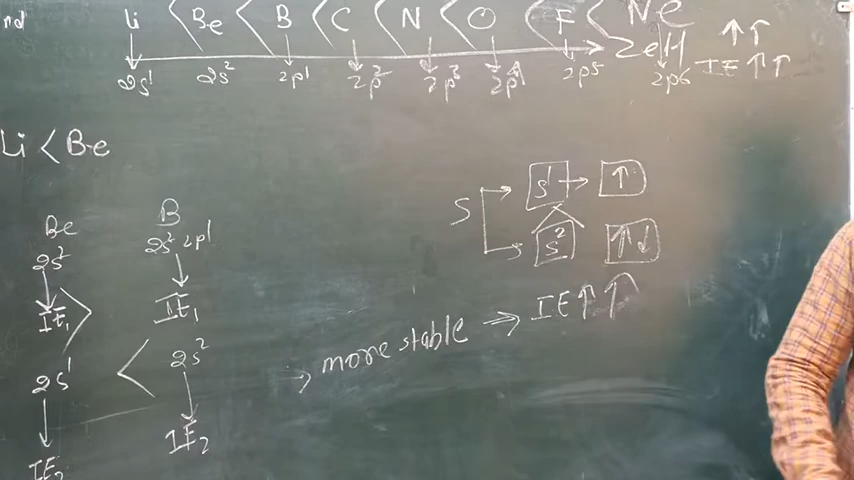 nd Li < Be < B < C < N < O < F < Ne
2s¹ 2s² 2p¹ 2p² 2p³ 2p⁴ 2p⁵ 2p6
Zeff ↑↑
IE ↑↑
Li < Be
Be B
2s² 2s² 2p¹
IE₁ > IE₁
2s¹ < 2s²
IE₂ IE₂
S s¹ → ↑
s² ↑↓
→ more stable ⇒ IE ↑↑